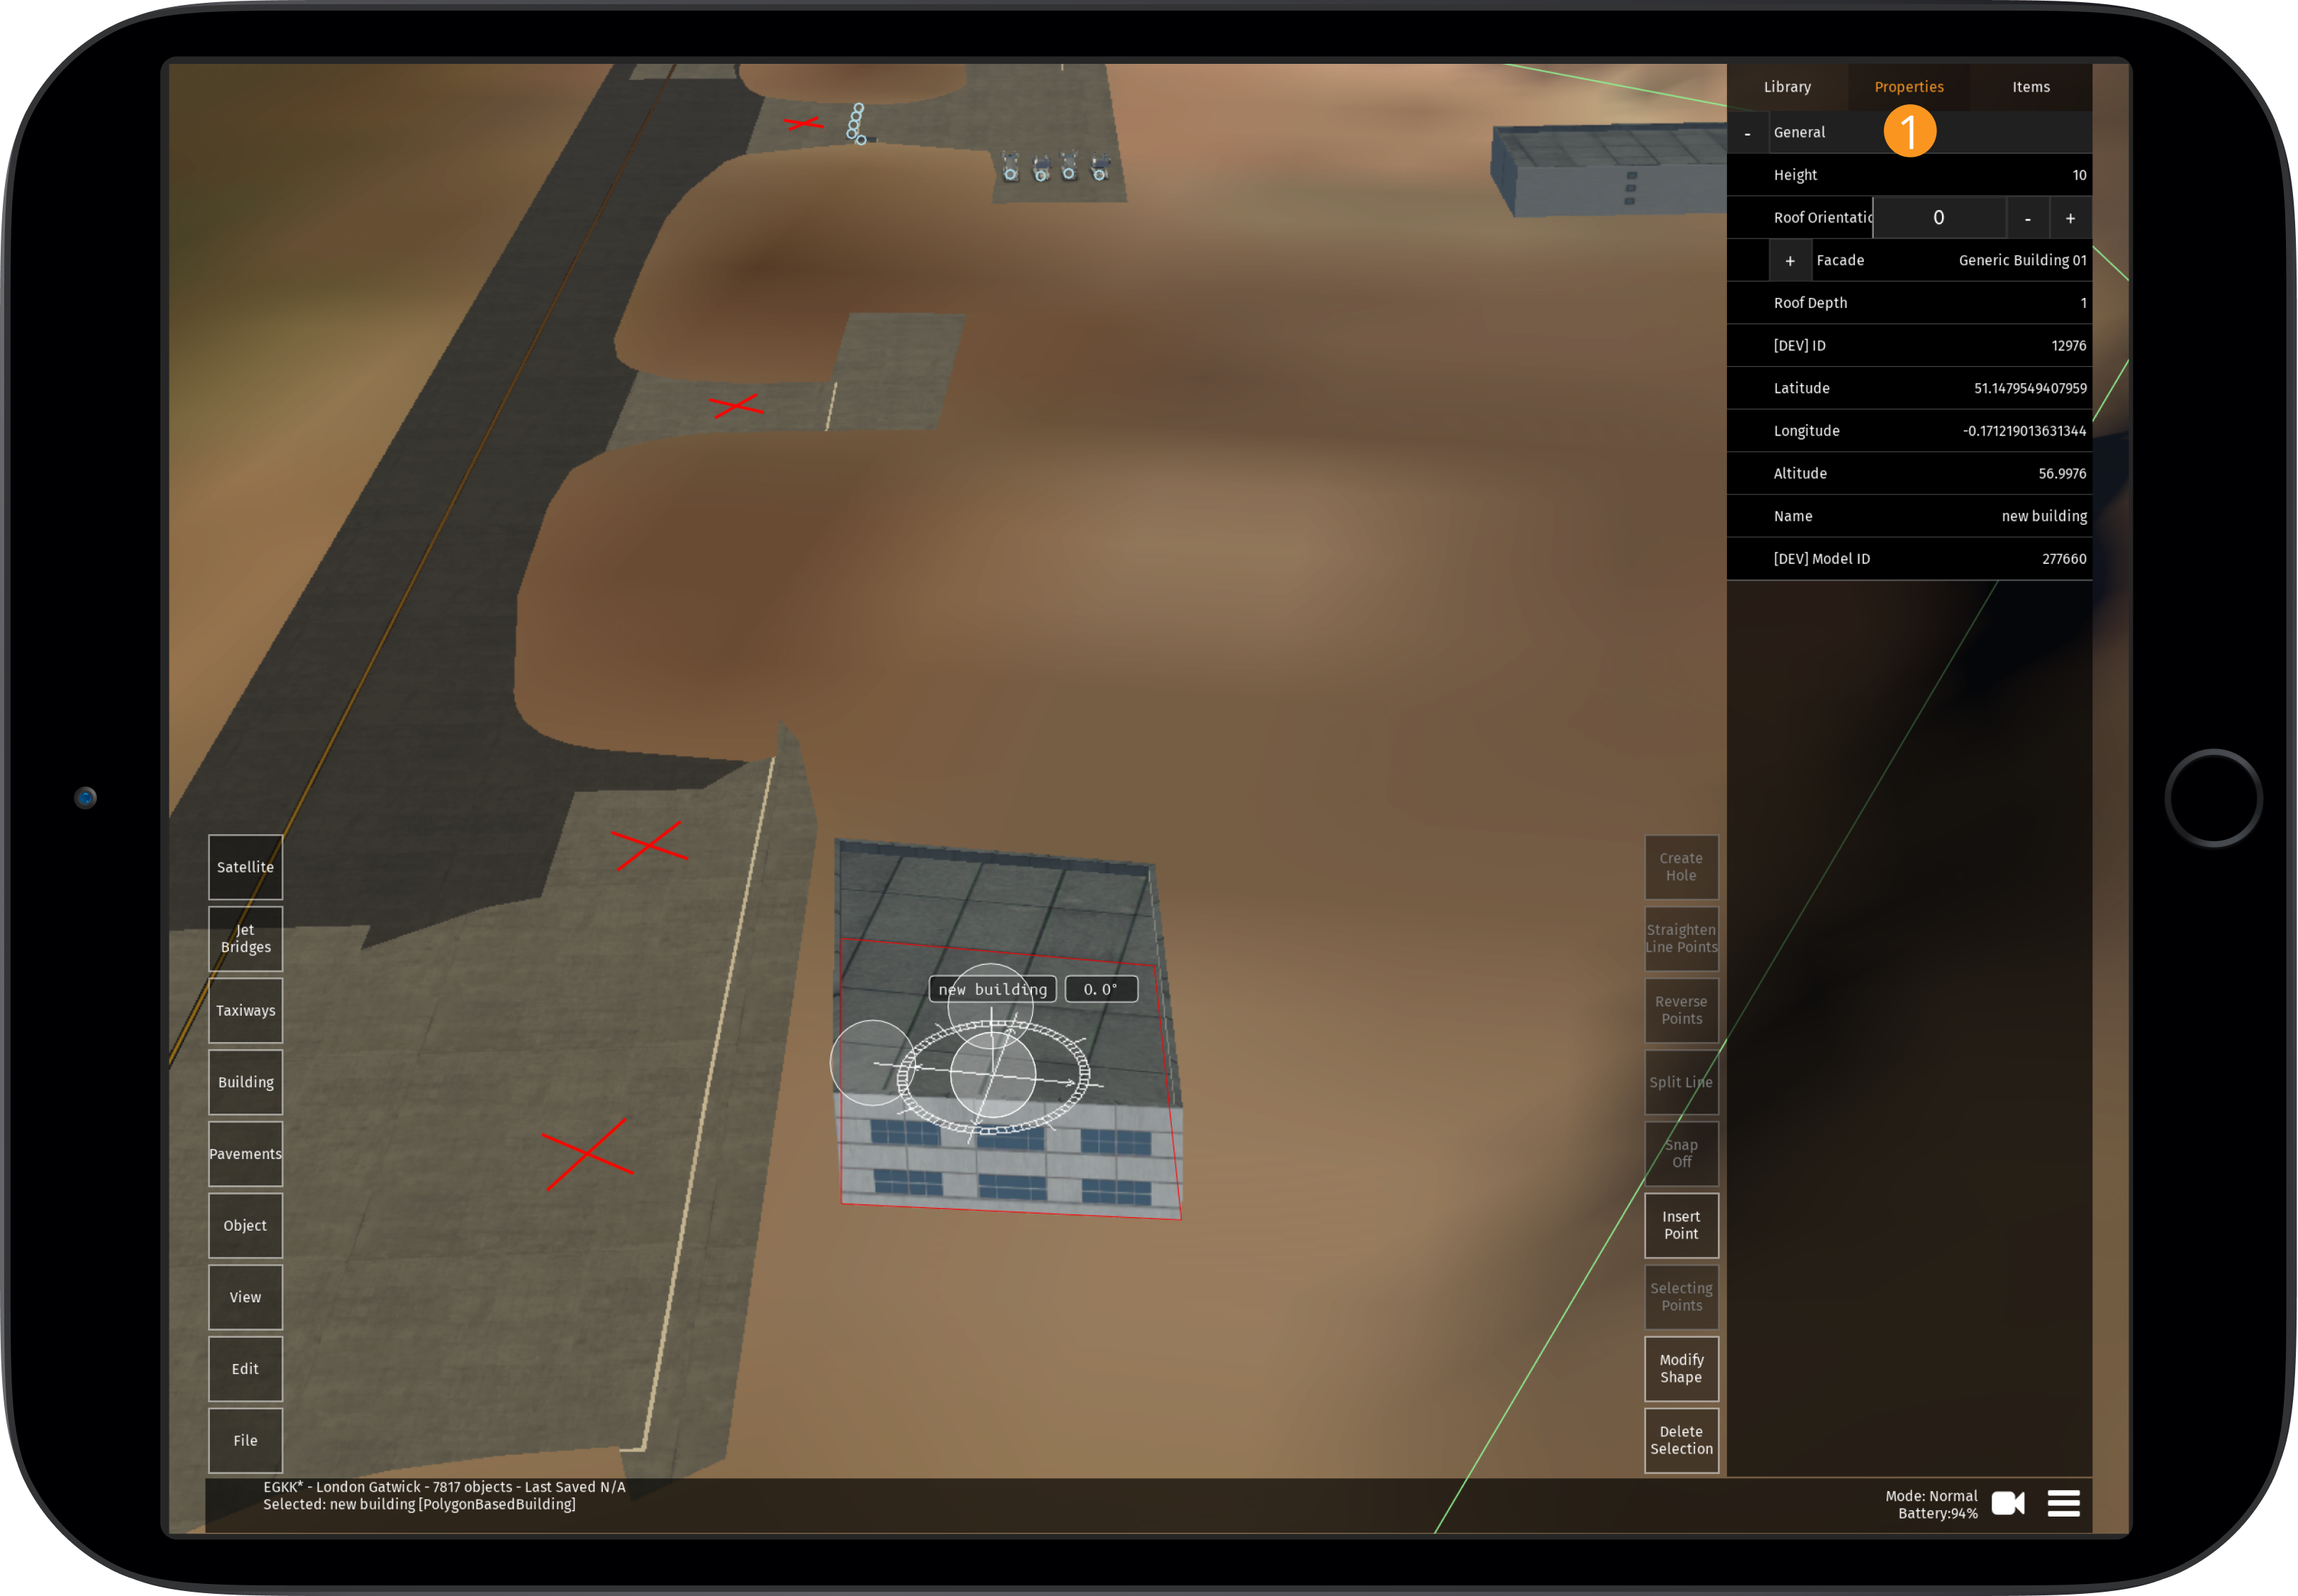 Library Properties Items
- General 1
Height 10
Roof Orientatic 0 - +
+ Facade Generic Building 01
Roof Depth 1
[DEV] ID 12976
Latitude 51.1479549407959
Longitude -0.171219013631344
Altitude 56.9976
Name new building
[DEV] Model ID 277660
new building 0.0°
Satellite
Jet
Bridges
Taxiways
Building
Pavements
Object
View
Edit
File
Create
Hole
Straighten
Line Points
Reverse
Points
Split Line
Snap
Off
Insert
Point
Selecting
Points
Modify
Shape
Delete
Selection
EGKK* - London Gatwick - 7817 objects - Last Saved N/A
Selected: new building [PolygonBasedBuilding]
Mode: Normal
Battery:94%